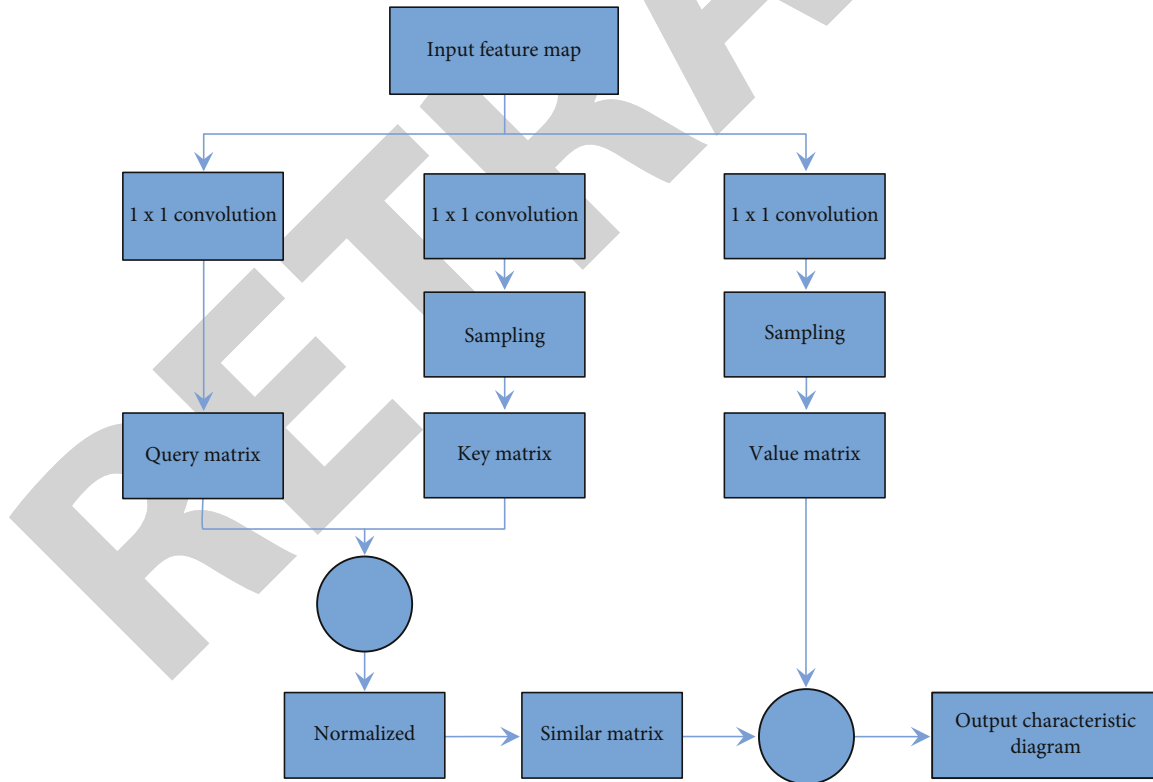 Input feature map
1 x 1 convolution
1 x 1 convolution
1 x 1 convolution
Sampling
Sampling
Query matrix
Key matrix
Value matrix
Normalized
Similar matrix
Output characteristic
diagram
RETRA